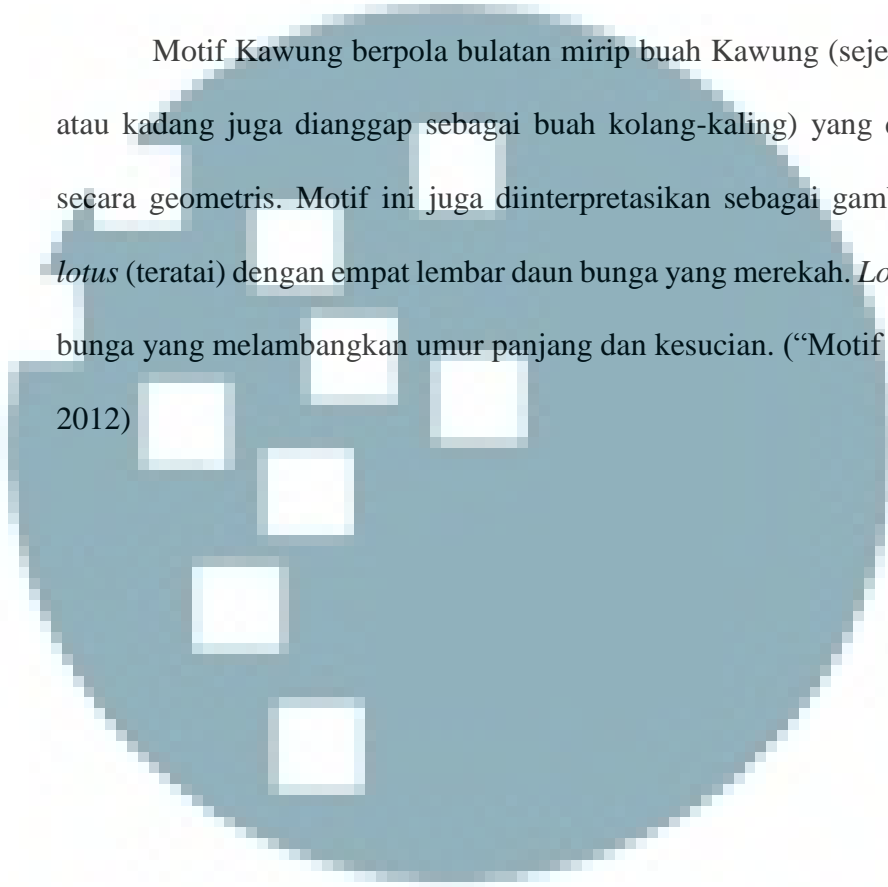 Motif Kawung berpola bulatan mirip buah Kawung (seje
atau kadang juga dianggap sebagai buah kolang-kaling) yang
secara geometris. Motif ini juga diinterpretasikan sebagai gam
lotus (teratai) dengan empat lembar daun bunga yang merekah. Lo
bunga yang melambangkan umur panjang dan kesucian. (“Motif
2012)